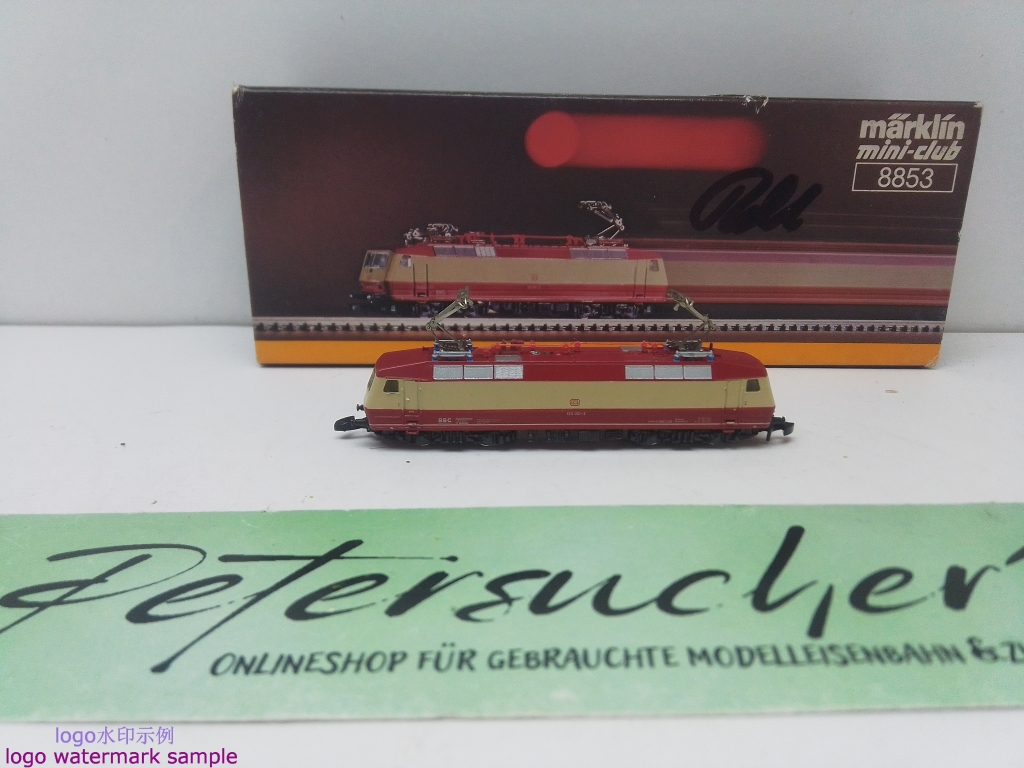 märklin
mini-club
8853
BBC
Petersucher
ONLINESHOP FÜR GEBRAUCHTE MODELLEISENBAHN &
logo水印示例
logo watermark sample